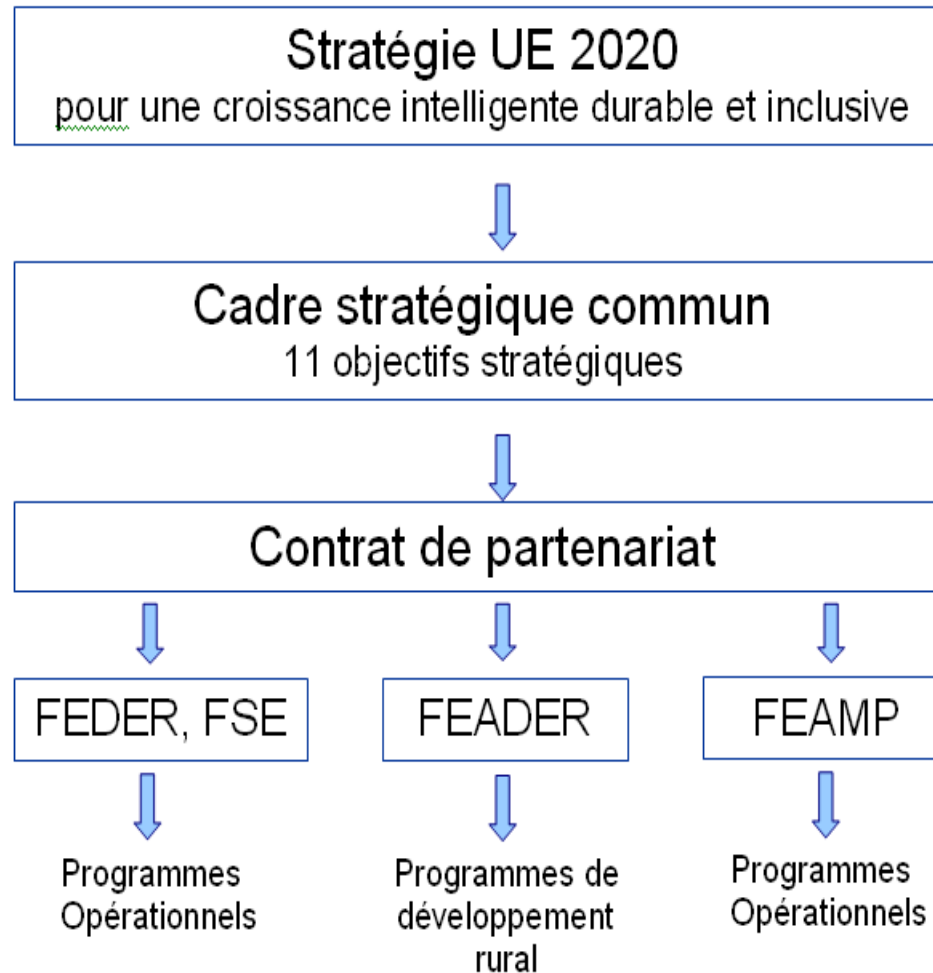 Stratégie UE 2020
pour une croissance intelligente durable et inclusive
Cadre stratégique commun
11 objectifs stratégiques
Contrat de partenariat
FEDER, FSE
FEADER
FEAMP
Programmes
Opérationnels
Programmes de
développement
rural
Programmes
Opérationnels